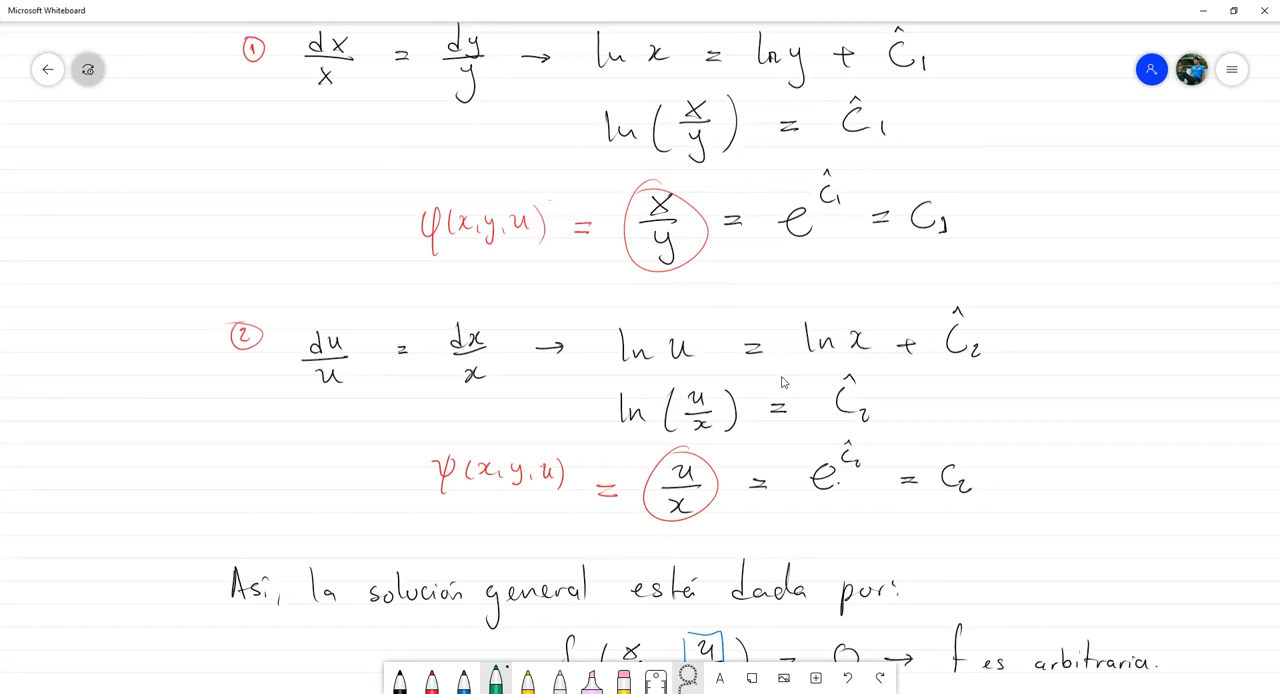 Microsoft Whiteboard
① dx/x = dy/y → ln x = ln y + Ĉ₁
ln(x/y) = Ĉ₁
φ(x,y,u) = x/y = e^Ĉ₁ = C₁
② du/u = dx/x → ln u = ln x + Ĉ₂
ln(u/x) = Ĉ₂
ψ(x,y,u) = u/x = e^Ĉ₂ = C₂
Así, la solución general está dada por:
f(x, u) = 0 → f es arbitraria.
A